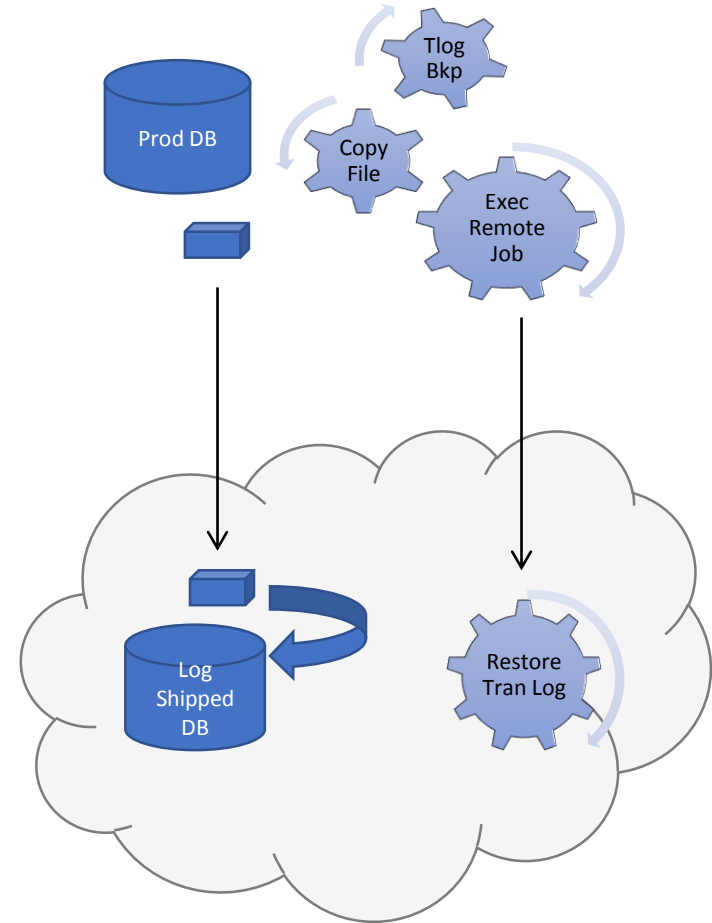 Tlog
Bkp
Prod DB
Copy
File
Exec
Remote
Job
Log
Shipped
DB
Restore
Tran Log